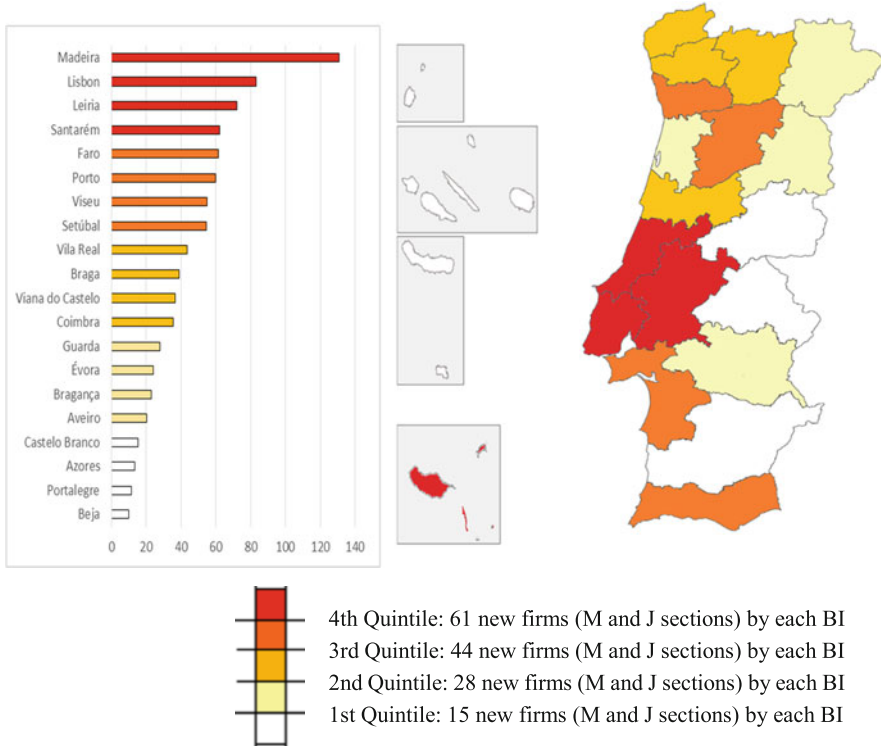 Madeira
Lisbon
Leiria
Santarém
Faro
Porto
Viseu
Setúbal
Vila Real
Braga
Viana do Castelo
Coimbra
Guarda
Évora
Bragança
Aveiro
Castelo Branco
Azores
Portalegre
Beja
0 20 40 60 80 100 120 140
4th Quintile: 61 new firms (M and J sections) by each BI
3rd Quintile: 44 new firms (M and J sections) by each BI
2nd Quintile: 28 new firms (M and J sections) by each BI
1st Quintile: 15 new firms (M and J sections) by each BI